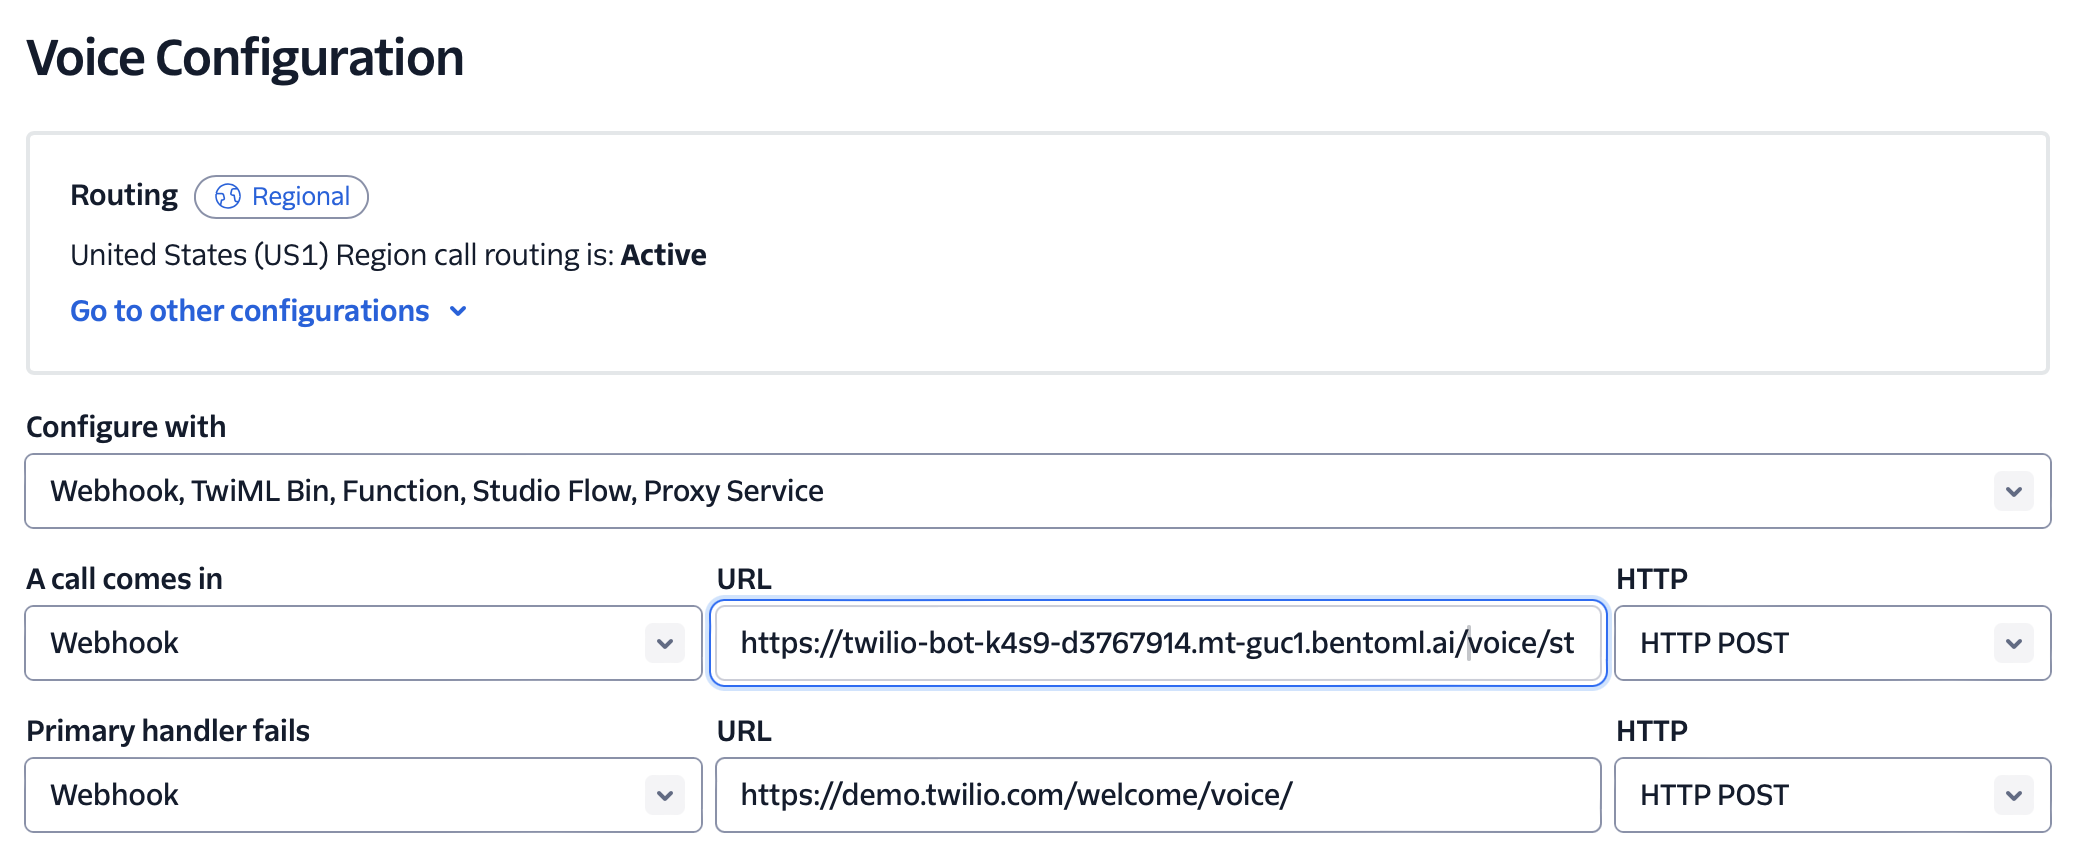 Voice Configuration
Routing Regional
United States (US1) Region call routing is: Active
Go to other configurations
Configure with
Webhook, TwiML Bin, Function, Studio Flow, Proxy Service
A call comes in URL HTTP
Webhook https://twilio-bot-k4s9-d3767914.mt-guc1.bentoml.ai/voice/st HTTP POST
Primary handler fails URL HTTP
Webhook https://demo.twilio.com/welcome/voice/ HTTP POST